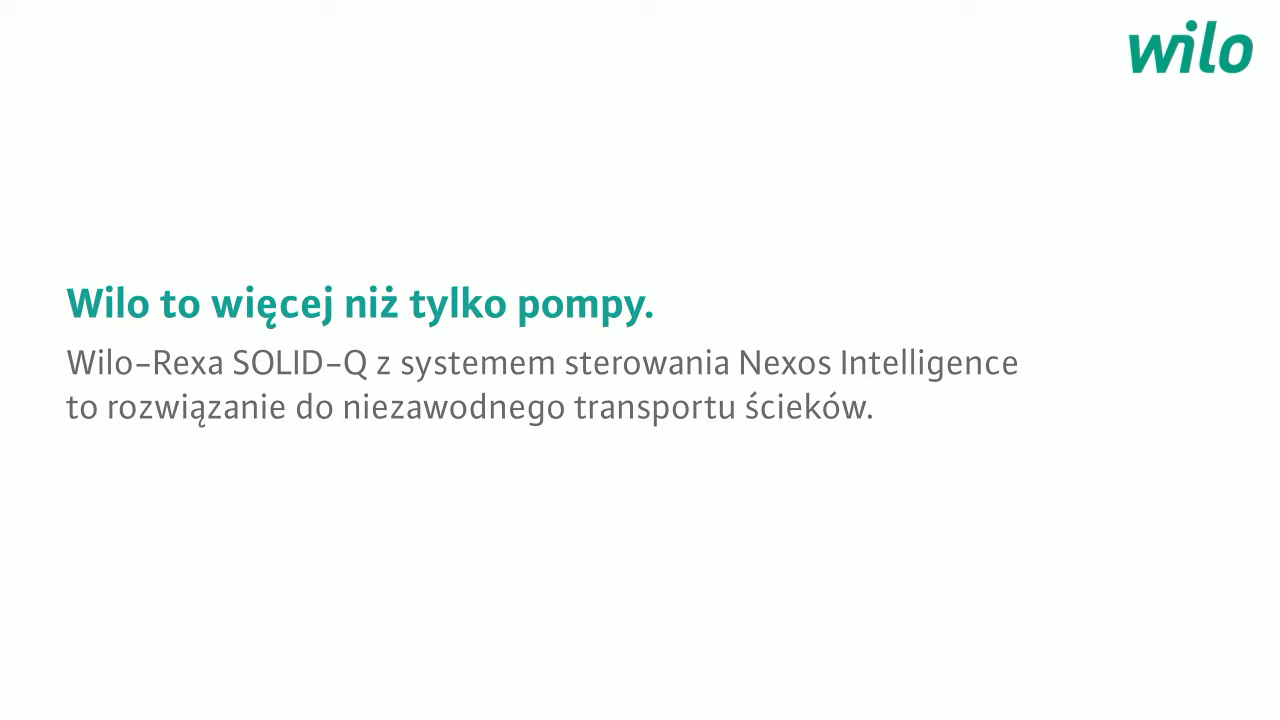 wilo
Wilo to więcej niż tylko pompy.
Wilo-Rexa SOLID-Q z systemem sterowania Nexos Intelligence
to rozwiązanie do niezawodnego transportu ścieków.